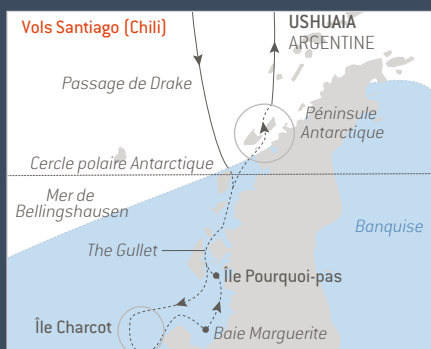 Vols Santiago (Chili)
USHUAIA
ARGENTINE
Passage de Drake
Péninsule
Antarctique
Cercle polaire Antarctique
Mer de
Bellingshausen
Banquise
The Gullet
Île Pourquoi-pas
Île Charcot
Baie Marguerite